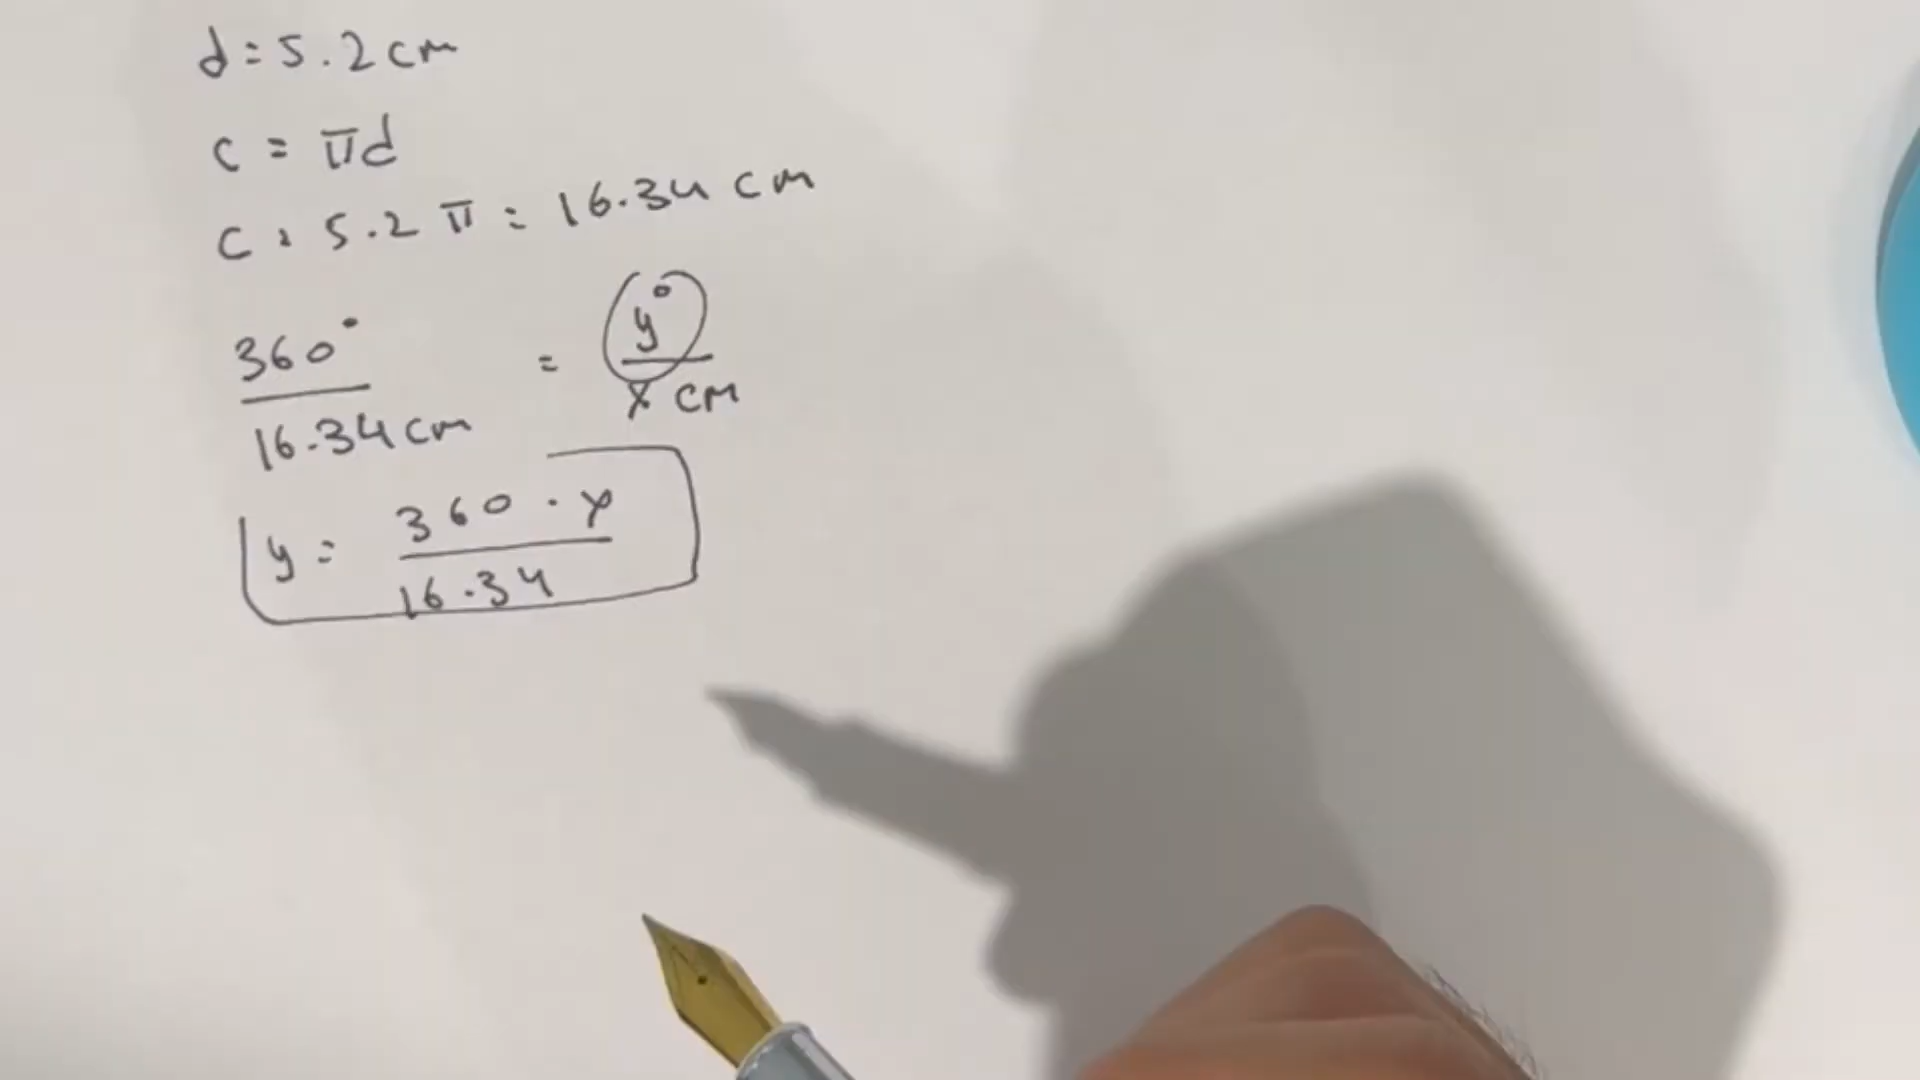 d = 5.2 cm
c = πd
c = 5.2 π = 16.34 cm
360° = y°
16.34 cm x cm
y = 360 · x
16.34